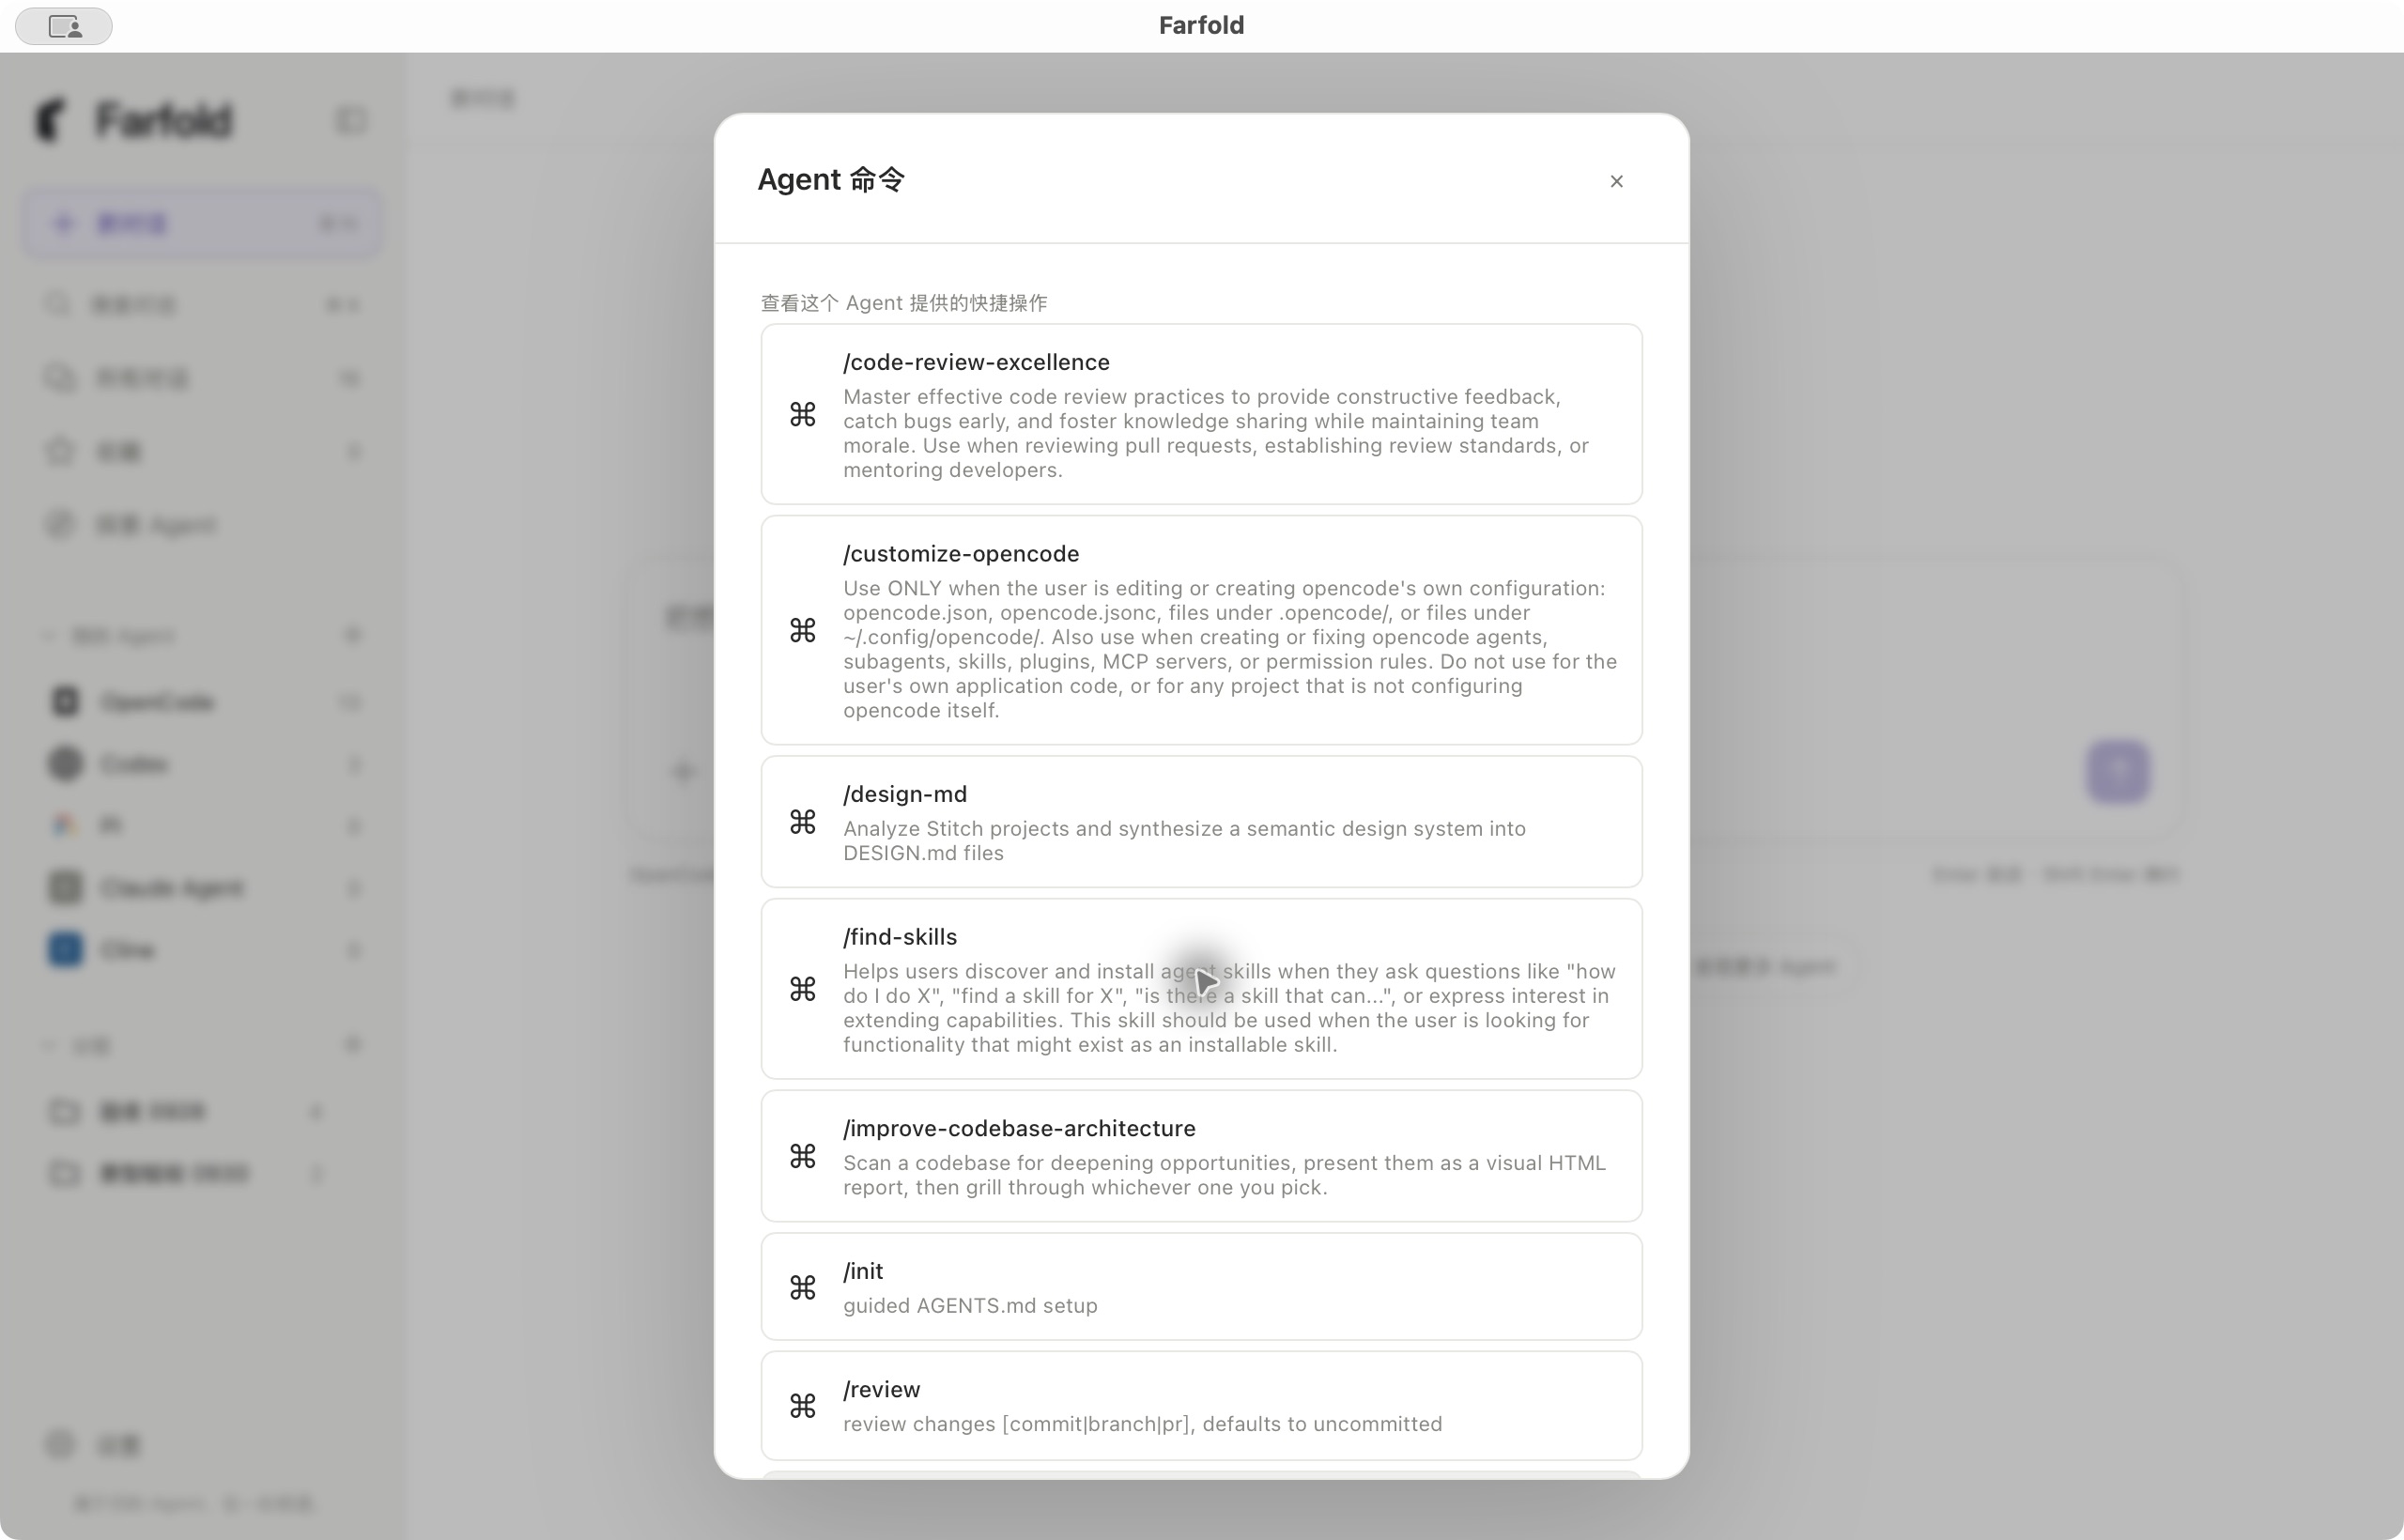 Farfold
Farfold
Agent 命令
×
查看这个 Agent 提供的快捷操作
/code-review-excellence
Master effective code review practices to provide constructive feedback,
catch bugs early, and foster knowledge sharing while maintaining team
morale. Use when reviewing pull requests, establishing review standards, or
mentoring developers.
/customize-opencode
Use ONLY when the user is editing or creating opencode's own configuration:
opencode.json, opencode.jsonc, files under .opencode/, or files under
~/.config/opencode/. Also use when creating or fixing opencode agents,
subagents, skills, plugins, MCP servers, or permission rules. Do not use for the
user's own application code, or for any project that is not configuring
opencode itself.
/design-md
Analyze Stitch projects and synthesize a semantic design system into
DESIGN.md files
/find-skills
Helps users discover and install agent skills when they ask questions like "how
do I do X", "find a skill for X", "is there a skill that can...", or express interest in
extending capabilities. This skill should be used when the user is looking for
functionality that might exist as an installable skill.
/improve-codebase-architecture
Scan a codebase for deepening opportunities, present them as a visual HTML
report, then grill through whichever one you pick.
/init
guided AGENTS.md setup
/review
review changes [commit|branch|pr], defaults to uncommitted
OpenCode
Codex
Claude Agent
Cline